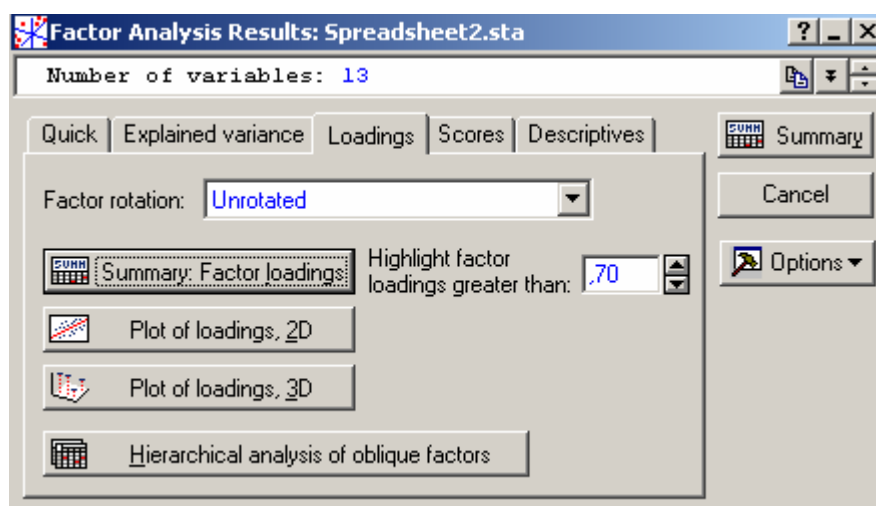 Factor Analysis Results: Spreadsheet2.sta
Number of variables: 13
Quick Explained variance Loadings Scores Descriptives
Summary
Cancel
Options
Factor rotation: Unrotated
Summary: Factor loadings
Highlight factor
loadings greater than: ,70
Plot of loadings, 2D
Plot of loadings, 3D
Hierarchical analysis of oblique factors